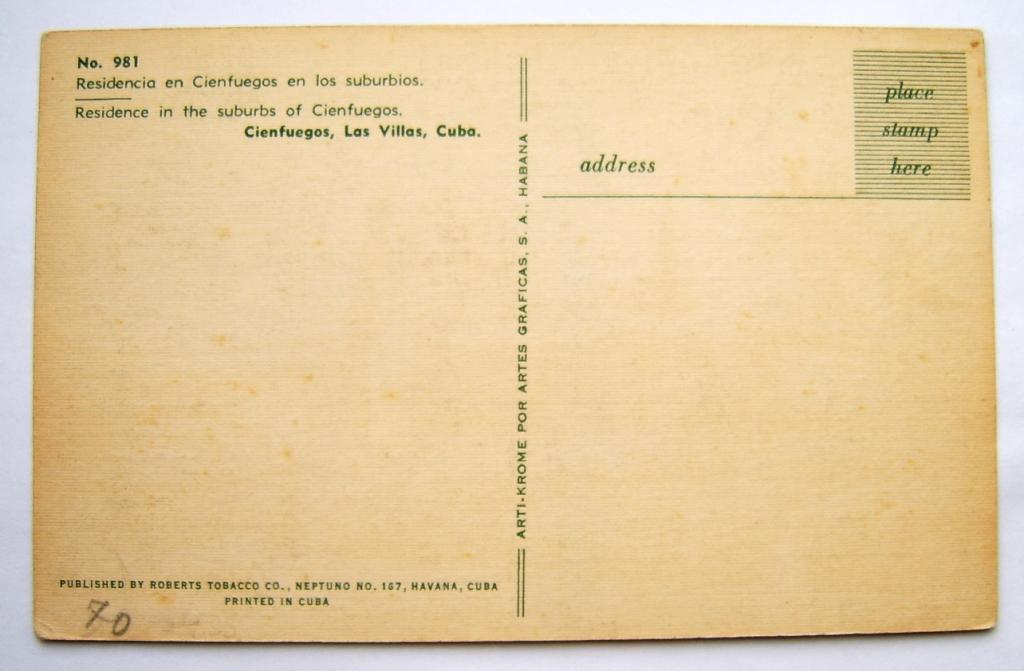 No. 981
Residencia en Cienfuegos en los suburbios.
Residence in the suburbs of Cienfuegos.
Cienfuegos, Las Villas, Cuba.
PUBLISHED BY ROBERTS TOBACCO CO., NEPTUNO NO. 167, HAVANA, CUBA
PRINTED IN CUBA
70
ARTI-KROME POR ARTES GRAFICAS, S. A., HABANA
address
place
stamp
here